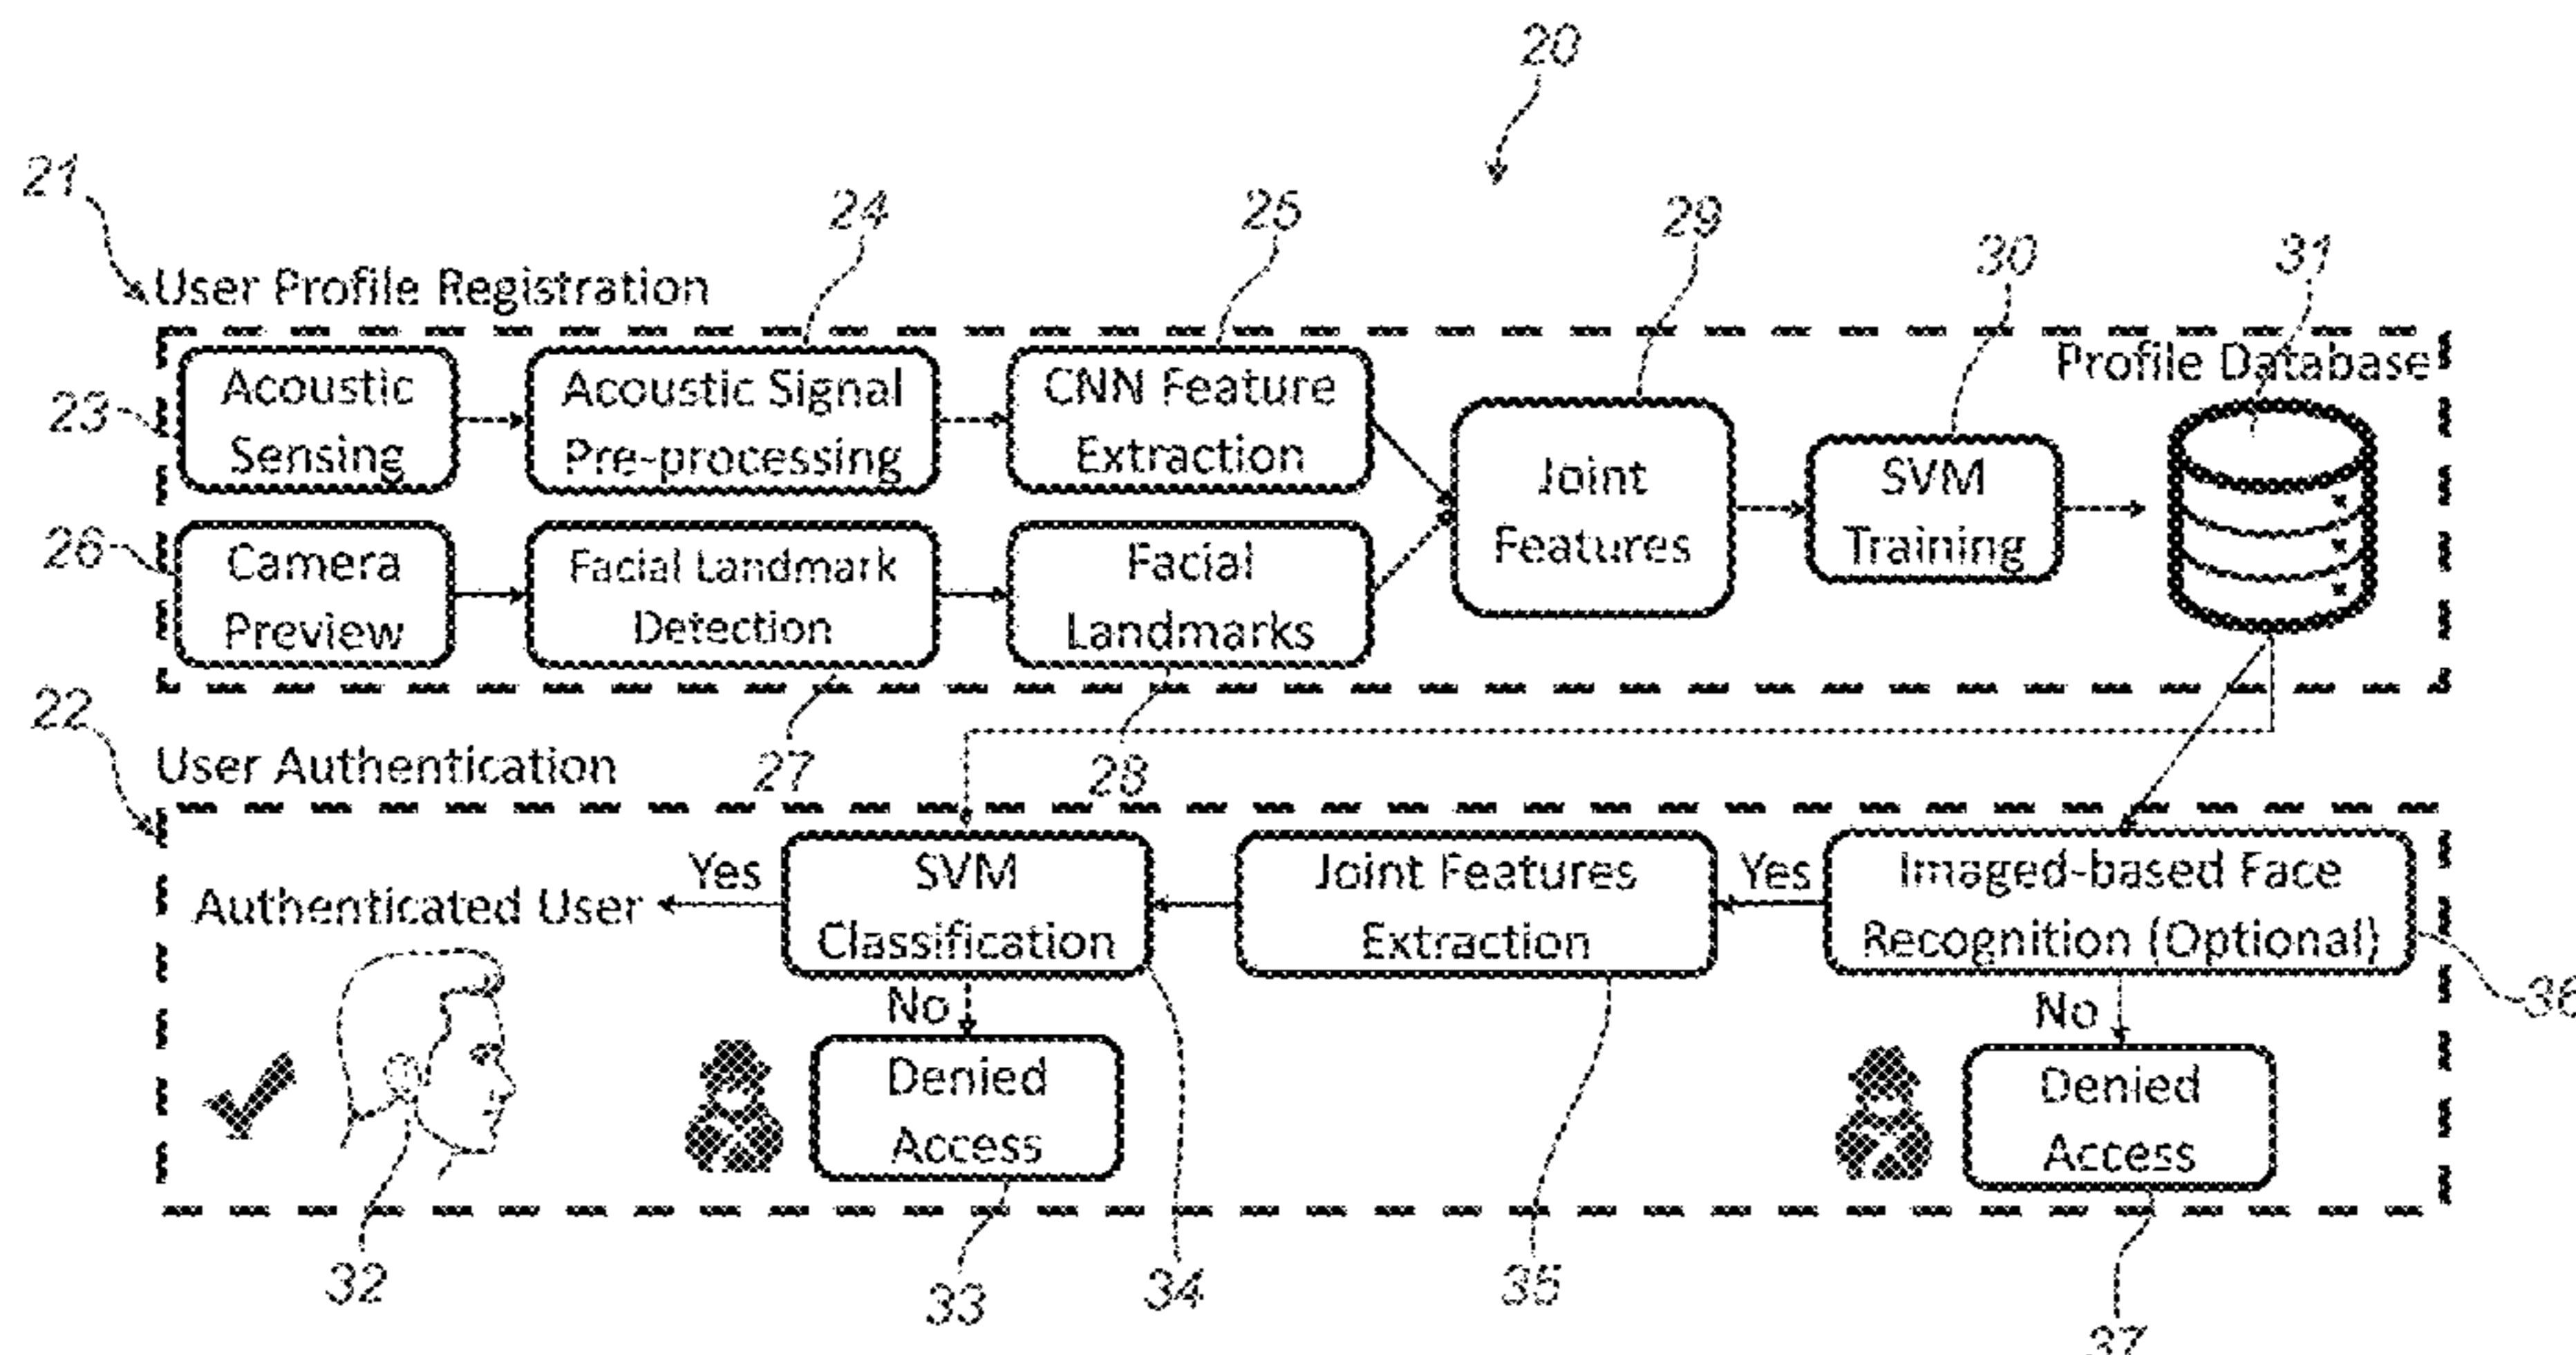 20
21
24
25
29
30
31
User Profile Registration
Profile Database
23
Acoustic
Sensing
Acoustic Signal
Pre-processing
CNN Feature
Extraction
Joint
Features
SVM
Training
26
Camera
Preview
Facial Landmark
Detection
Facial
Landmarks
22
27
28
User Authentication
Authenticated User
Yes
SVM
Classification
Joint Features
Extraction
Yes
Imaged-based Face
Recognition (Optional)
36
No
Denied
Access
No
Denied
Access
32
33
34
35
37